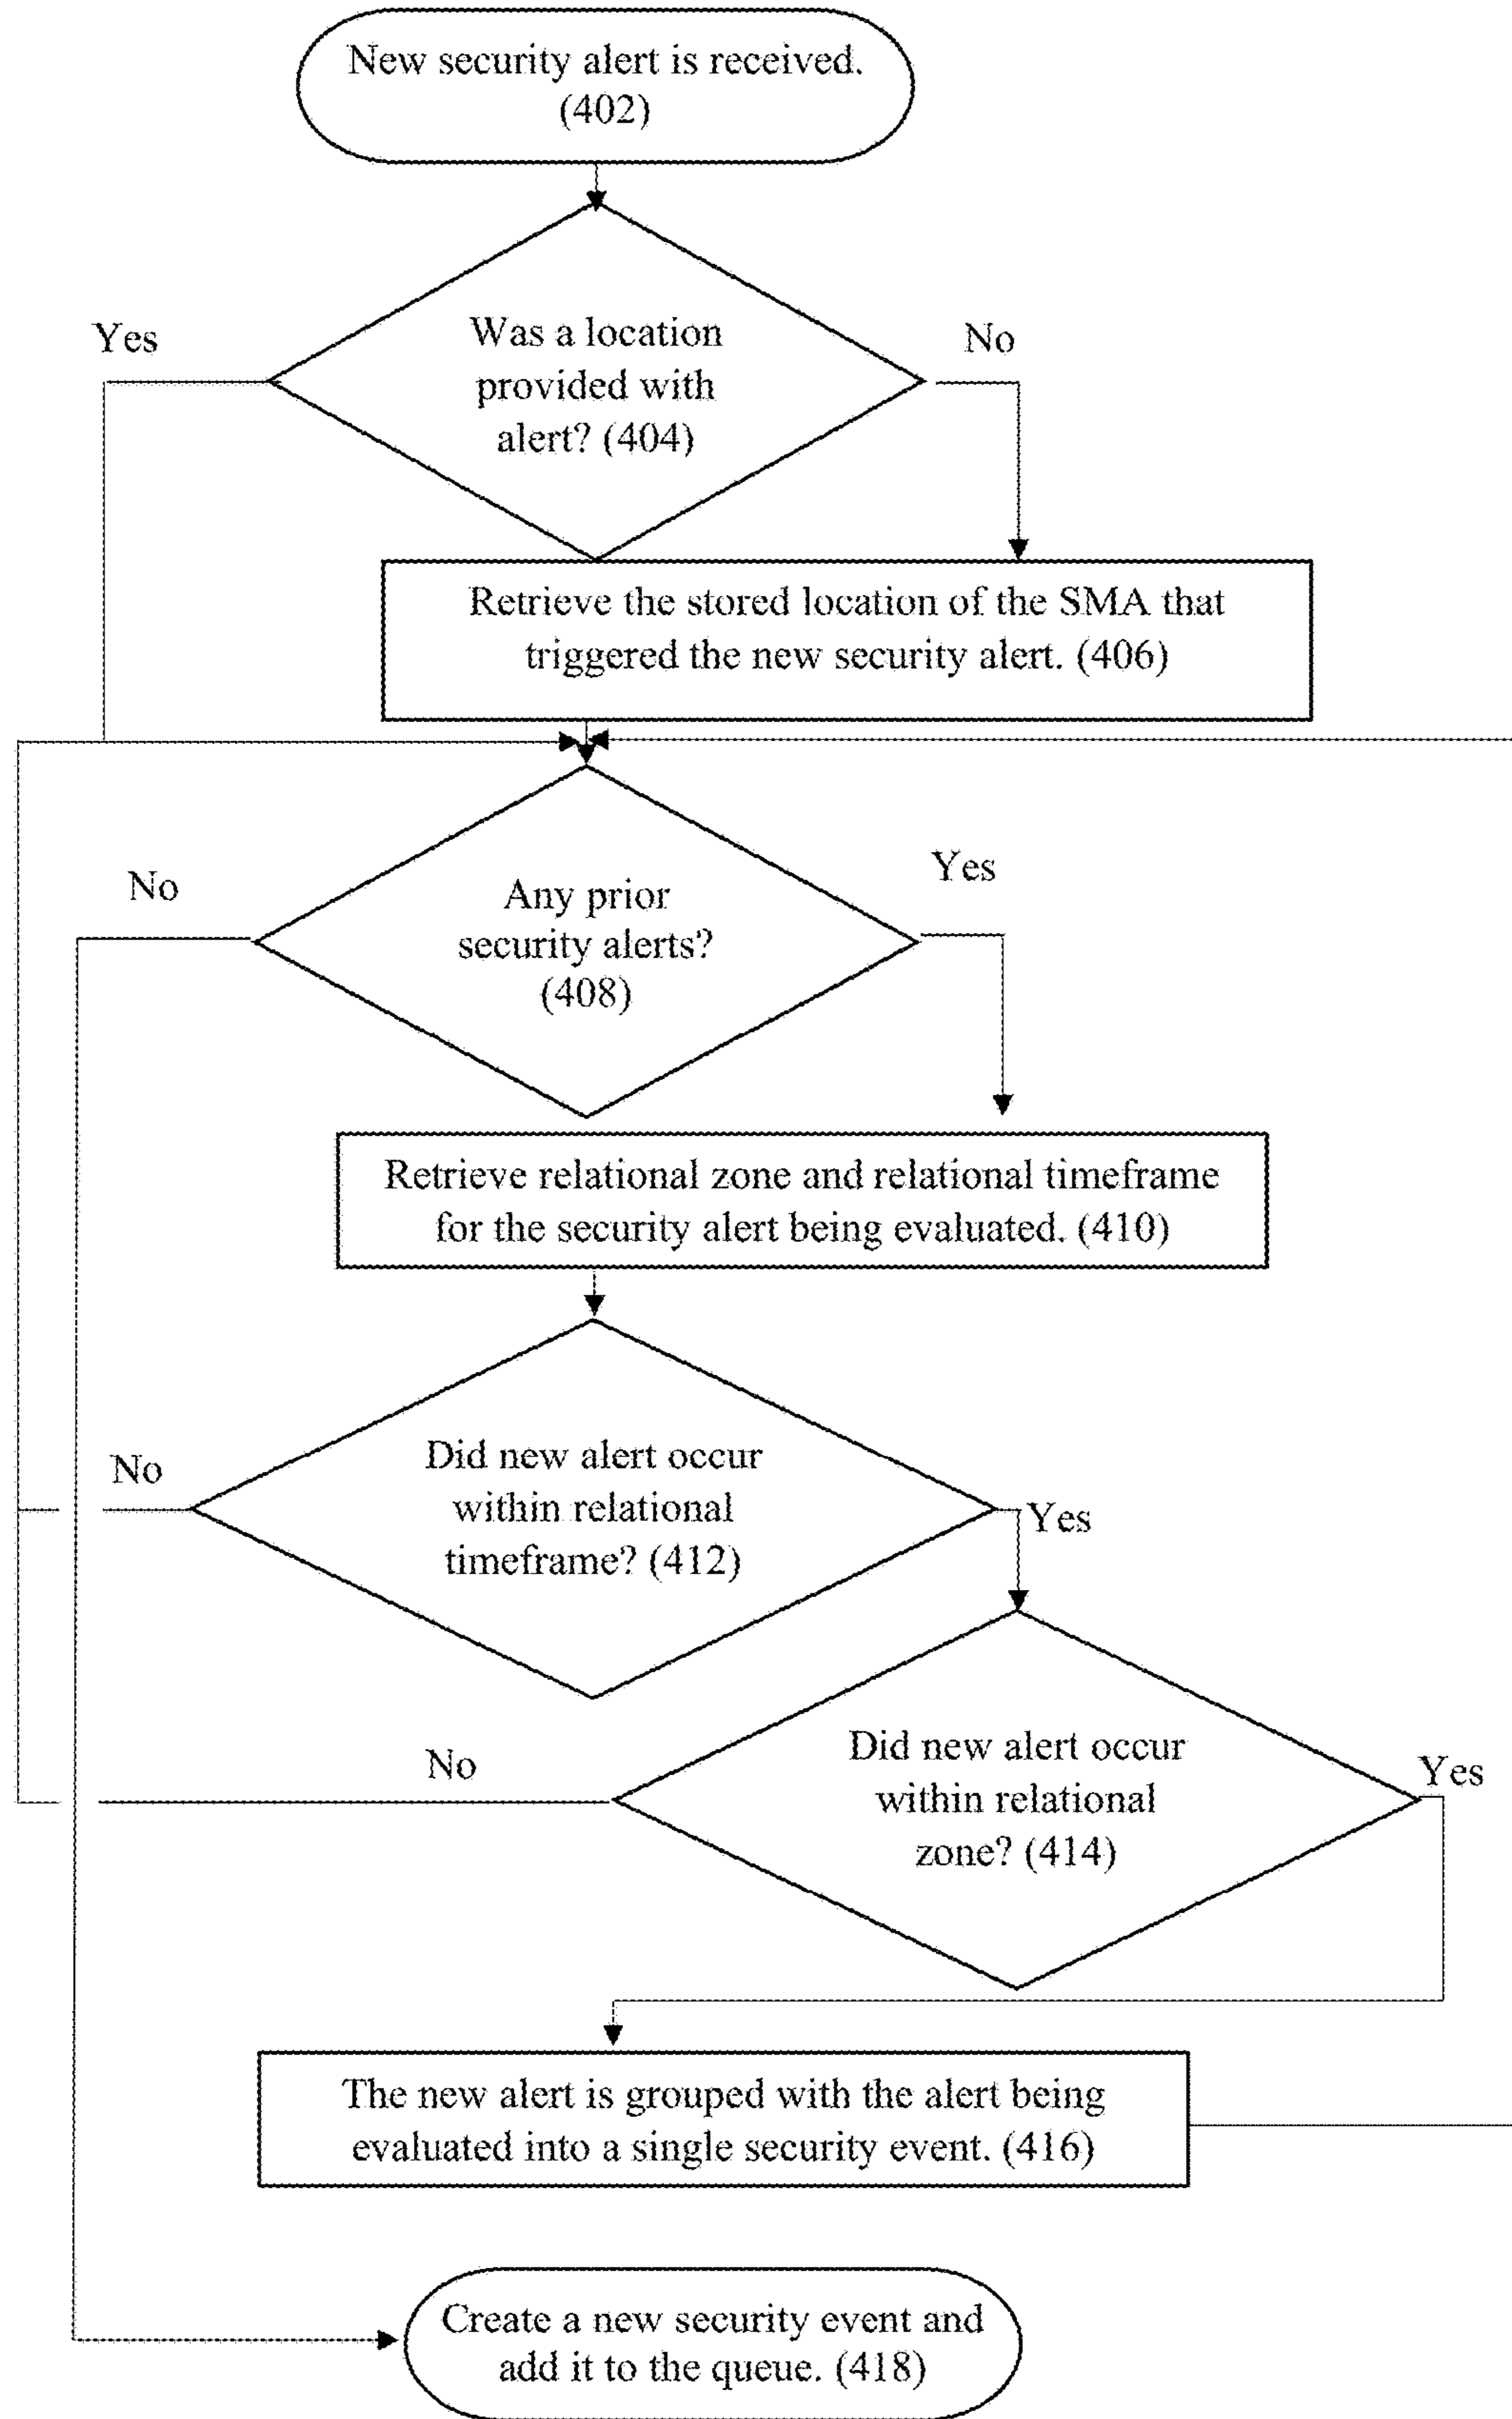 New security alert is received.
(402)
Was a location
provided with
alert? (404)
Yes
No
Retrieve the stored location of the SMA that
triggered the new security alert. (406)
Any prior
security alerts?
(408)
No
Yes
Retrieve relational zone and relational timeframe
for the security alert being evaluated. (410)
Did new alert occur
within relational
timeframe? (412)
No
Yes
Did new alert occur
within relational
zone? (414)
No
Yes
The new alert is grouped with the alert being
evaluated into a single security event. (416)
Create a new security event and
add it to the queue. (418)